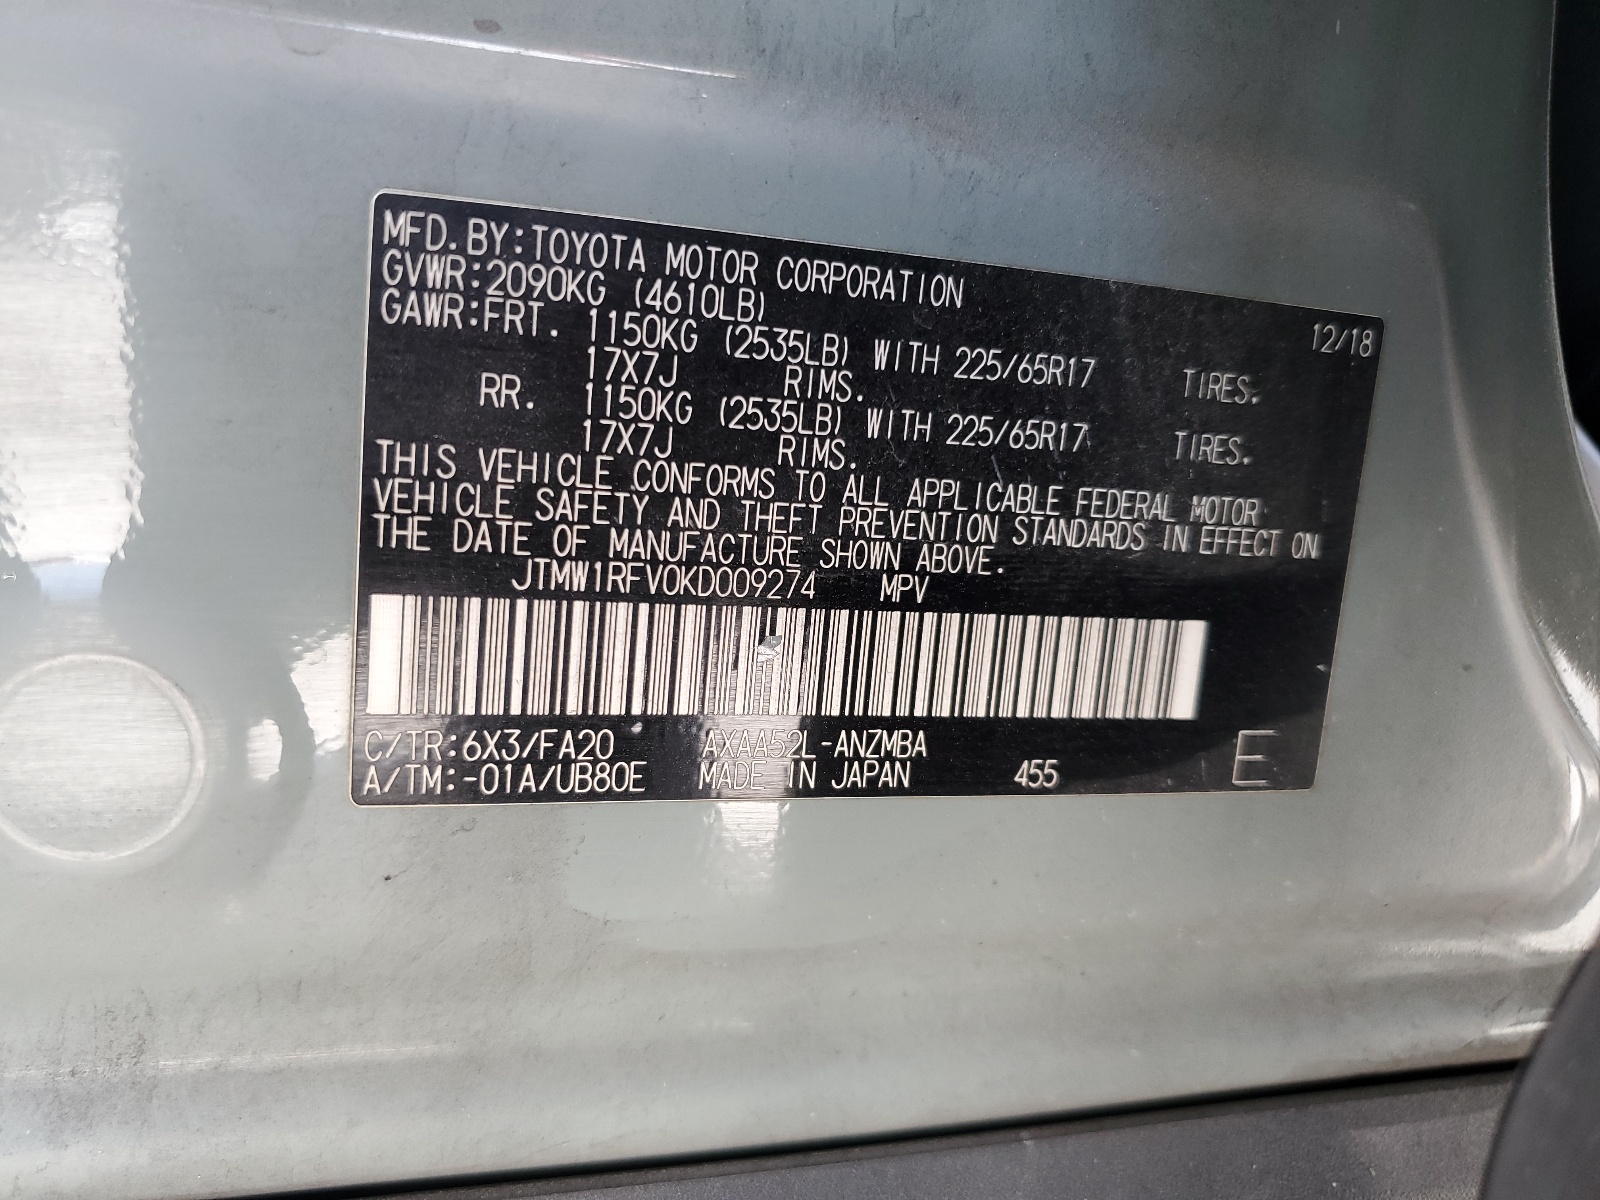 MFD.BY:TOYOTA MOTOR CORPORATION 12/18
GVWR:2090KG (4610LB)
GAWR:FRT. 1150KG (2535LB) WITH 225/65R17 TIRES.
17X7J RIMS.
RR. 1150KG (2535LB) WITH 225/65R17 TIRES.
17X7J RIMS.
THIS VEHICLE CONFORMS TO ALL APPLICABLE FEDERAL MOTOR
VEHICLE SAFETY AND THEFT PREVENTION STANDARDS IN EFFECT ON
THE DATE OF MANUFACTURE SHOWN ABOVE.
JTMW1RFV0KD009274 MPV
C/TR:6X3/FA20 AXAA52L-ANZMBA
A/TM:-01A/UB80E MADE IN JAPAN 455 E